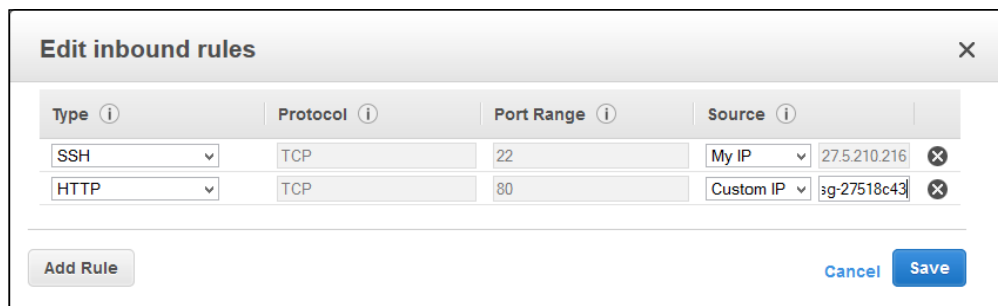 Edit inbound rules
Type Protocol Port Range Source
SSH TCP 22 My IP 27.5.210.216
HTTP TCP 80 Custom IP sg-27518c43
Add Rule Cancel Save